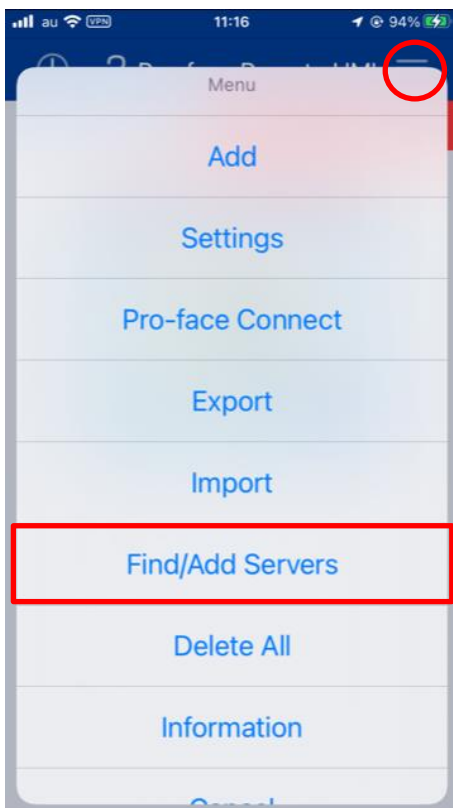 au VPN 11:16 94%
Menu
Add
Settings
Pro-face Connect
Export
Import
Find/Add Servers
Delete All
Information
Cancel